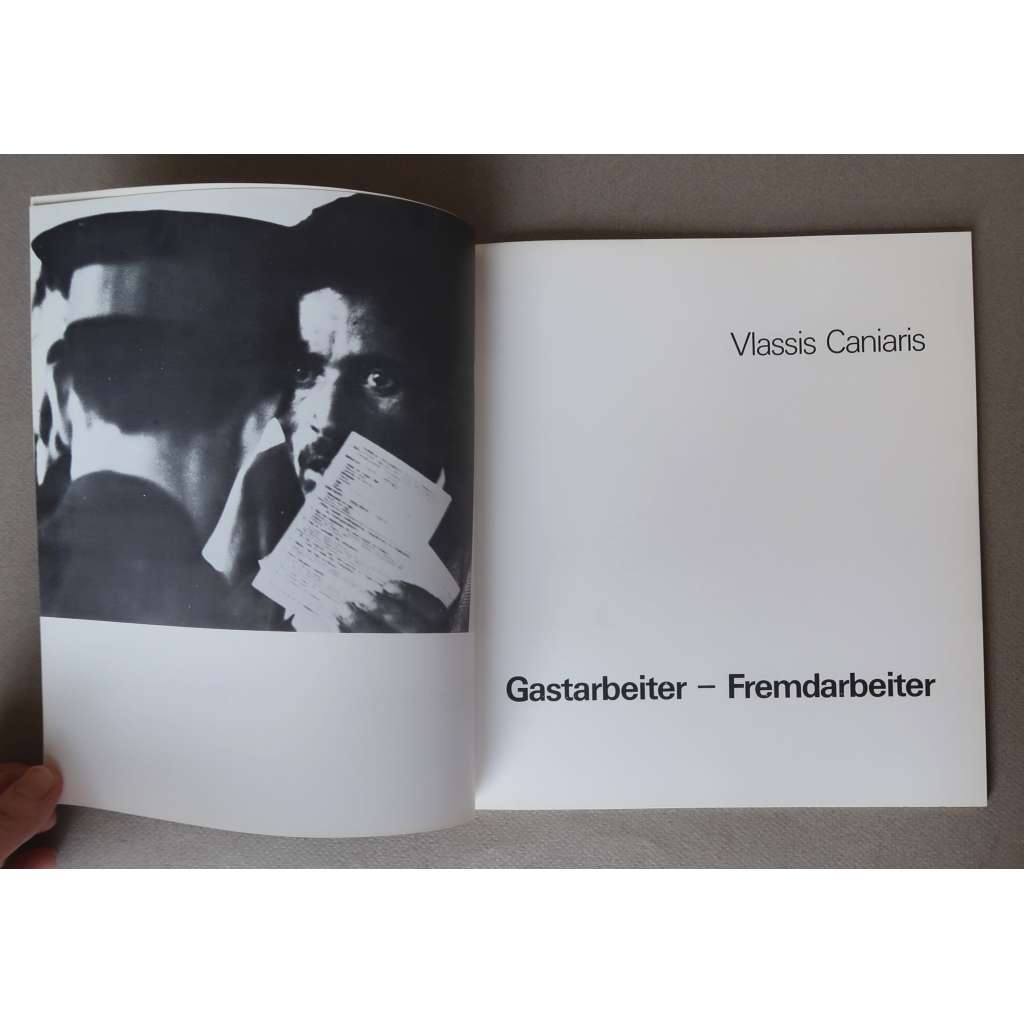 Vlassis Caniaris
Gastarbeiter – Fremdarbeiter